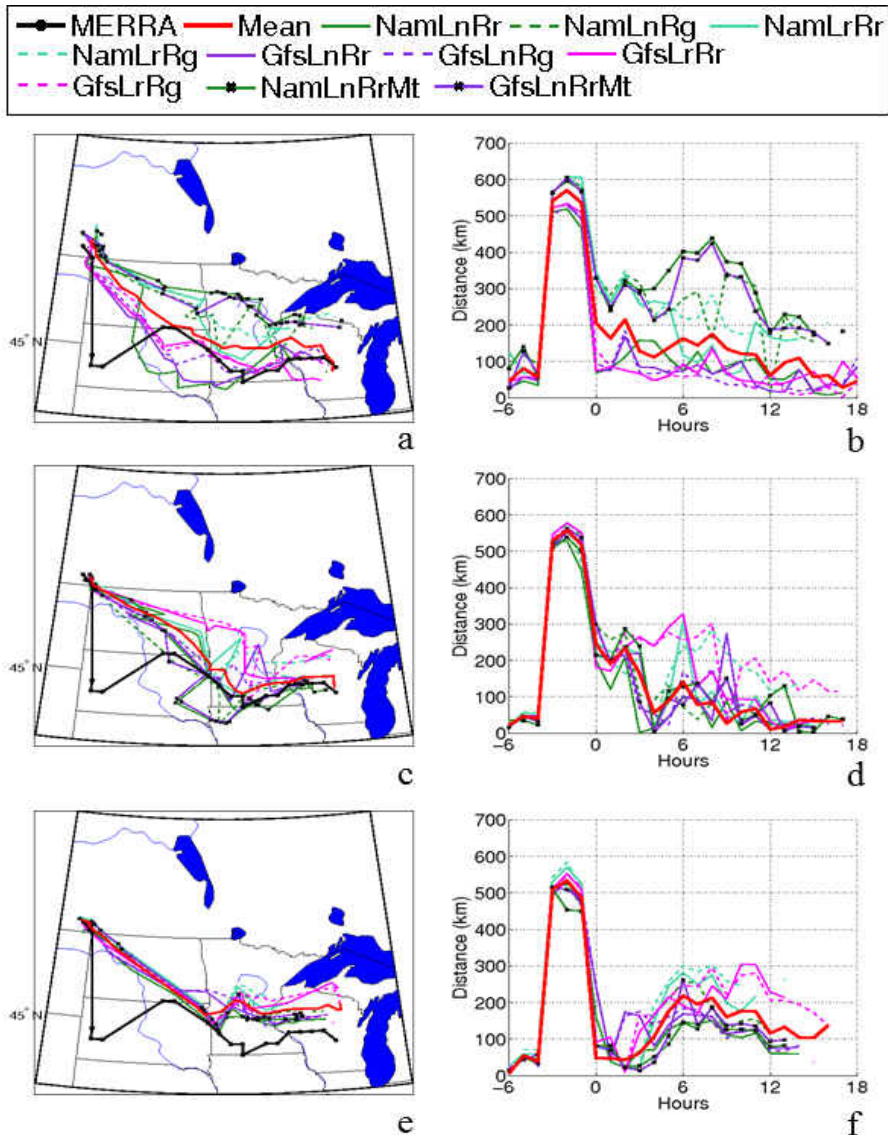 MERRA Mean NamLnRr NamLnRg NamLrRr
NamLrRg GfsLnRr GfsLnRg GfsLrRr
GfsLrRg NamLnRrMt GfsLnRrMt
45° N
a
700
600
500
400
300
200
100
0
Distance (km)
-6 0 6 12 18
Hours
b
45° N
c
700
600
500
400
300
200
100
0
Distance (km)
-6 0 6 12 18
Hours
d
45° N
e
700
600
500
400
300
200
100
0
Distance (km)
-6 0 6 12 18
Hours
f